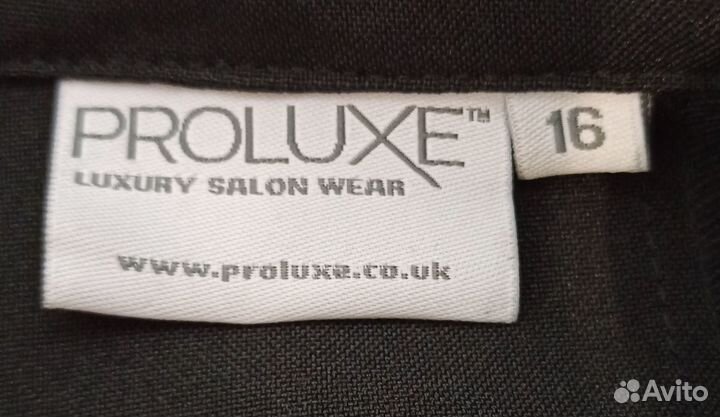 PROLUXE™ 16
LUXURY SALON WEAR
www.proluxe.co.uk
Avito